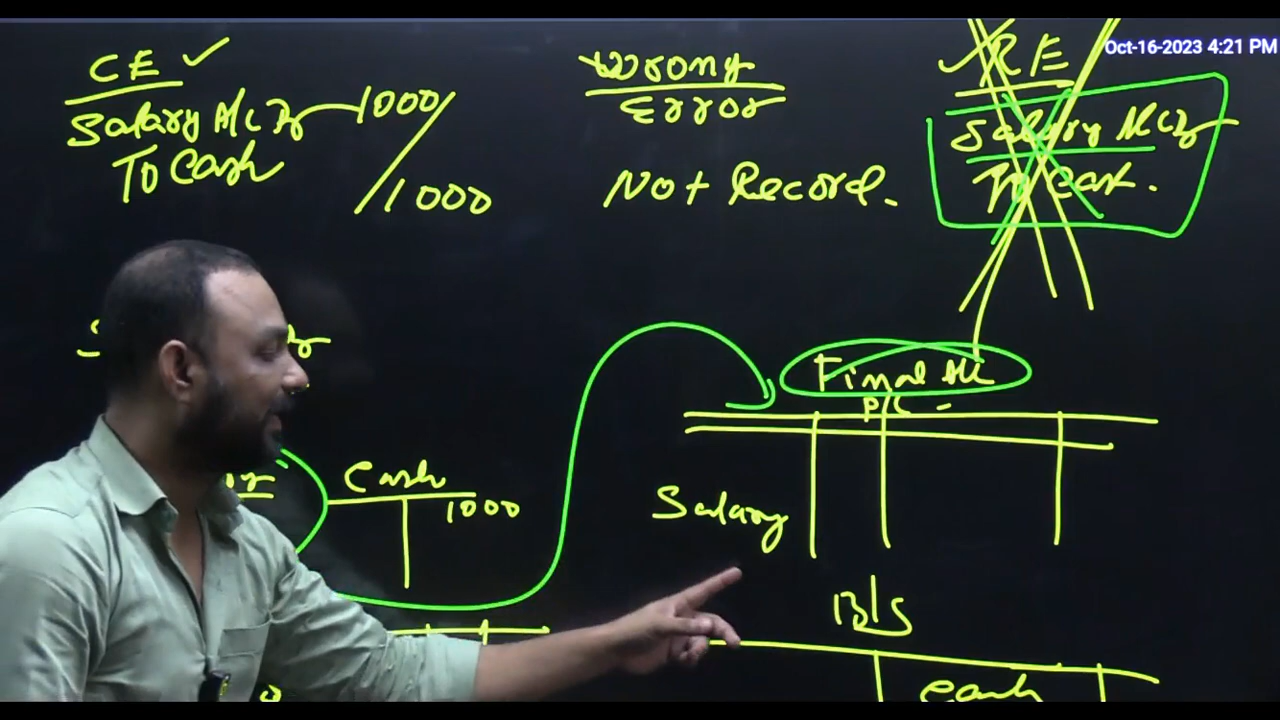 Oct-16-2023 4:21 PM
CE ✓
Salary A/c Dr 1000/
To Cash /1000
Wrong
Error
Not Record.
✓ RE
Salary A/c Dr
To Cash.
Final A/c
P/L -
Cash
1000
Salary
B/S
Cash